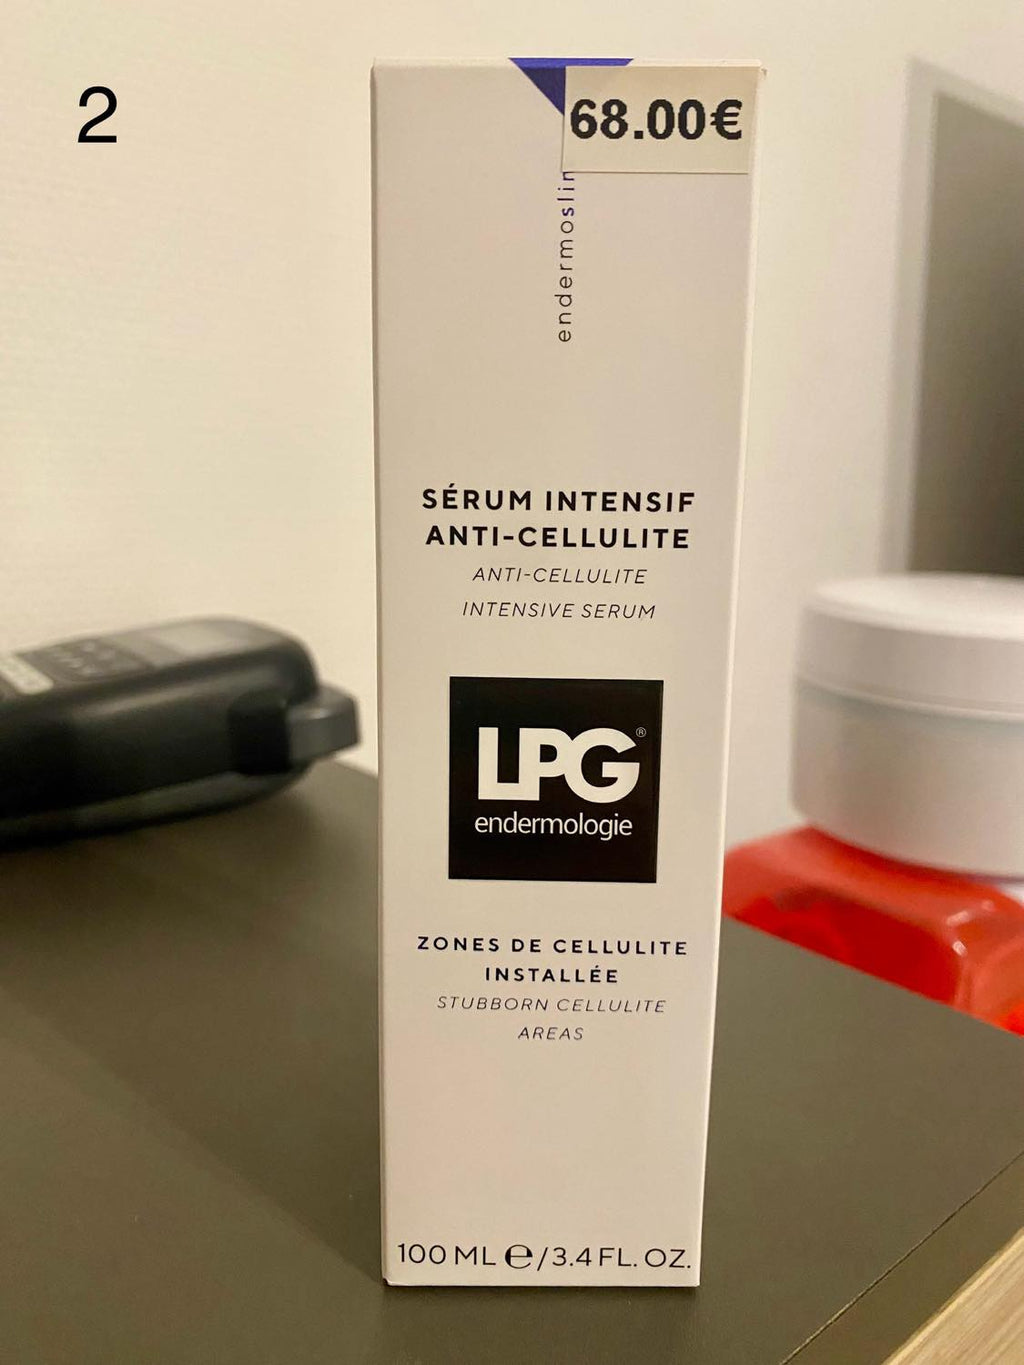 2
68.00€
SÉRUM INTENSIF
ANTI-CELLULITE
ANTI-CELLULITE
INTENSIVE SERUM
LPG®
endermologie
ZONES DE CELLULITE
INSTALLÉE
STUBBORN CELLULITE
AREAS
100 ML ℮/3.4 FL. OZ.